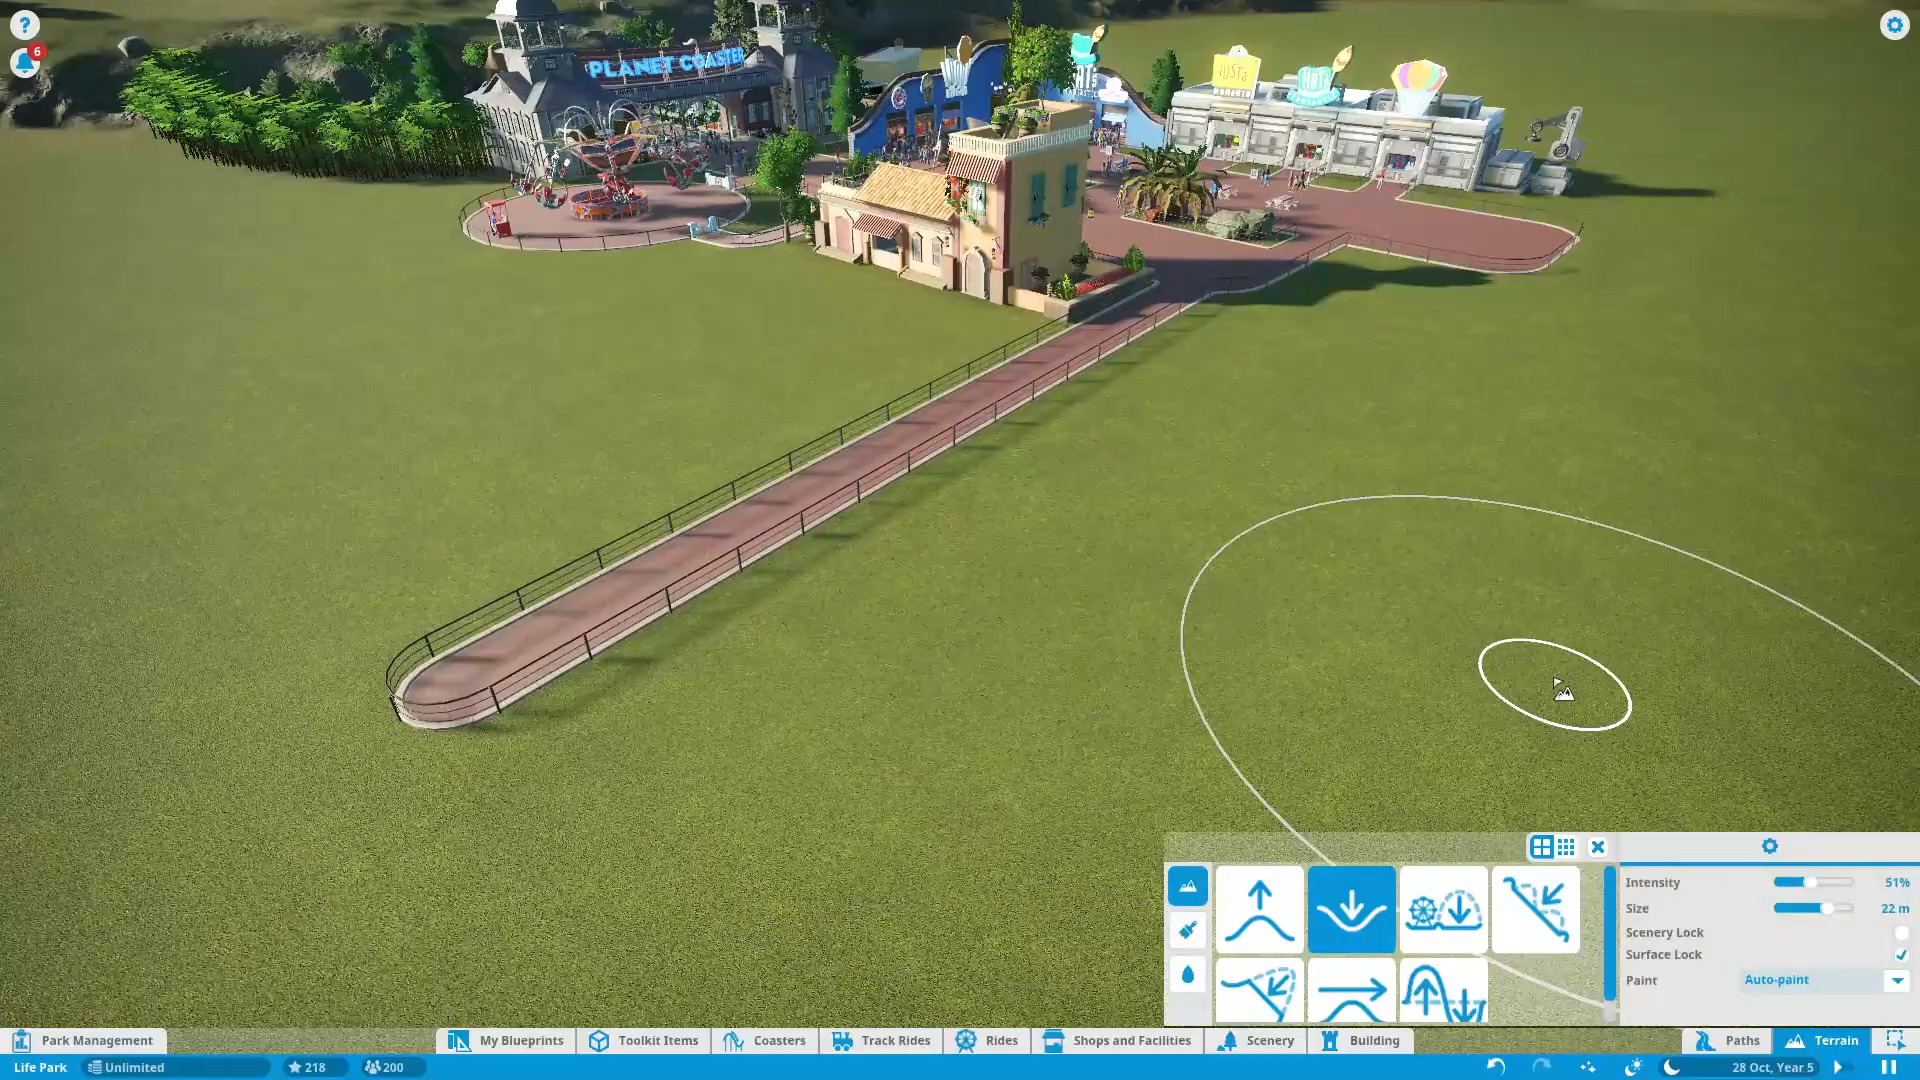 ?
6
PLANET COASTER
HATS
Intensity 51%
Size 22 m
Scenery Lock
Surface Lock
Paint Auto-paint
Park Management
My Blueprints
Toolkit Items
Coasters
Track Rides
Rides
Shops and Facilities
Scenery
Building
Paths
Terrain
Life Park
Unlimited
218
200
28 Oct, Year 5